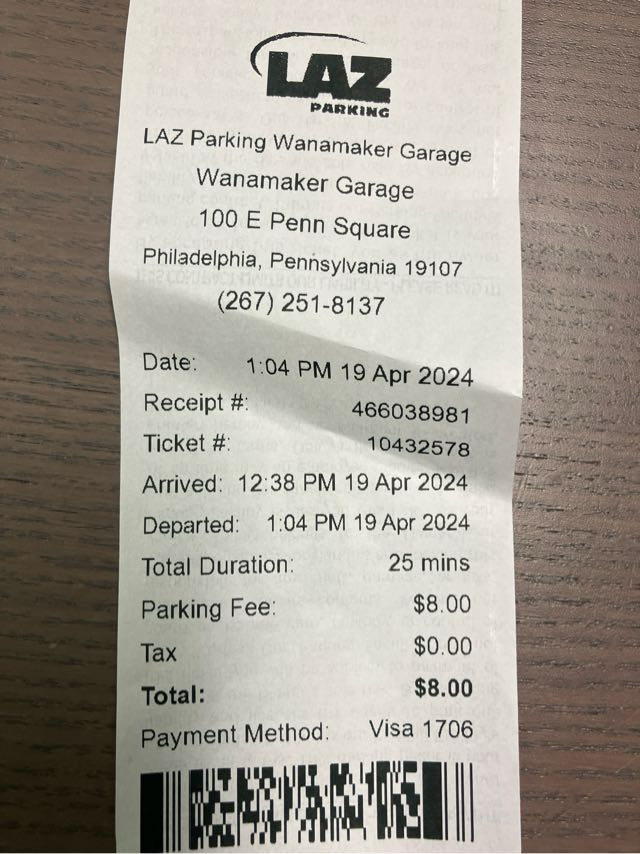 LAZ
PARKING
LAZ Parking Wanamaker Garage
Wanamaker Garage
100 E Penn Square
Philadelphia, Pennsylvania 19107
(267) 251-8137
Date: 1:04 PM 19 Apr 2024
Receipt #: 466038981
Ticket #: 10432578
Arrived: 12:38 PM 19 Apr 2024
Departed: 1:04 PM 19 Apr 2024
Total Duration: 25 mins
Parking Fee: $8.00
Tax $0.00
Total: $8.00
Payment Method: Visa 1706